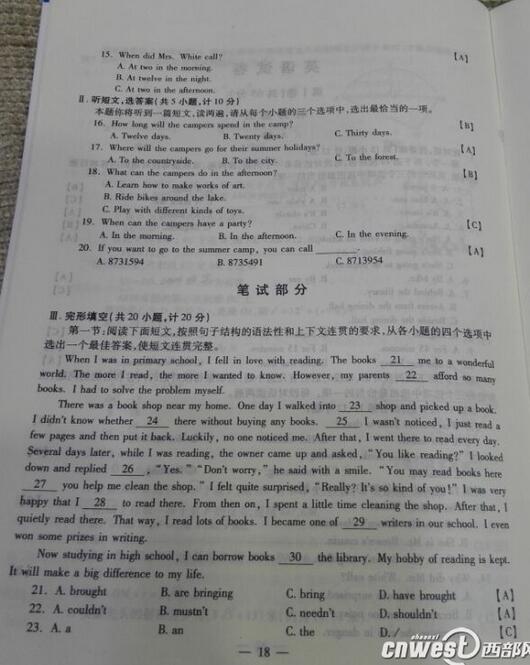 15. When did Mrs. White call? 【A】
A. At two in the morning.
B. At twelve in the night.
C. At two in the afternoon.
Ⅱ. 听短文,选答案(共5小题,计10分)
本题你将听到一篇短文,读两遍,请从每个小题的三个选项中,选出最恰当的一项。
16. How long will the campers spend in the camp? 【B】
A. Twelve days. B. Twenty days. C. Thirty days.
17. Where will the campers go for their summer holidays? 【A】
A. To the countryside. B. To the city. C. To the forest.
18. What can the campers do in the afternoon? 【B】
A. Learn how to make works of art.
B. Ride bikes around the lake.
C. Play with different kinds of toys.
19. When can the campers have a party? 【C】
A. In the morning. B. In the afternoon. C. In the evening.
20. If you want to go to the summer camp, you can call ________. 【A】
A. 8731594 B. 8735491 C. 8713954
笔试部分
Ⅲ. 完形填空(共20小题,计20分)
第一节:阅读下面短文,按照句子结构的语法性和上下文连贯的要求,从各小题的四个选项中
选出一个最佳答案,使短文连贯完整。
When I was in primary school, I fell in love with reading. The books 21 me to a wonderful
world. The more I read, the more I wanted to know. However, my parents 22 afford so many
books. I had to solve the problem myself.
There was a book shop near my home. One day I walked into 23 shop and picked up a book.
I didn't know whether 24 there without buying any books. 25 I wasn't noticed, I just read a
few pages and then put it back. Luckily, no one noticed me. After that, I went there to read every day.
Several days later, while I was reading, the owner came up and asked, "You like reading?" I looked
down and replied 26 , "Yes." "Don't worry," he said with a smile. "You may read books here
27 you help me clean the shop." I felt quite surprised, "Really? It's so kind of you!" I was very
happy that I 28 to read there. From then on, I spent a little time cleaning the shop. After that, I
quietly read there. That way, I read lots of books. I became one of 29 writers in our school. I even
won some prizes in writing.
Now studying in high school, I can borrow books 30 the library. My hobby of reading is kept.
It will make a big difference to my life.
21. A. brought B. are bringing C. bring D. have brought 【A】
22. A. couldn't B. mustn't C. needn't D. shouldn't 【A】
23. A. a B. an C. the D. / 【C】
— 18 —
cnwest 西部网